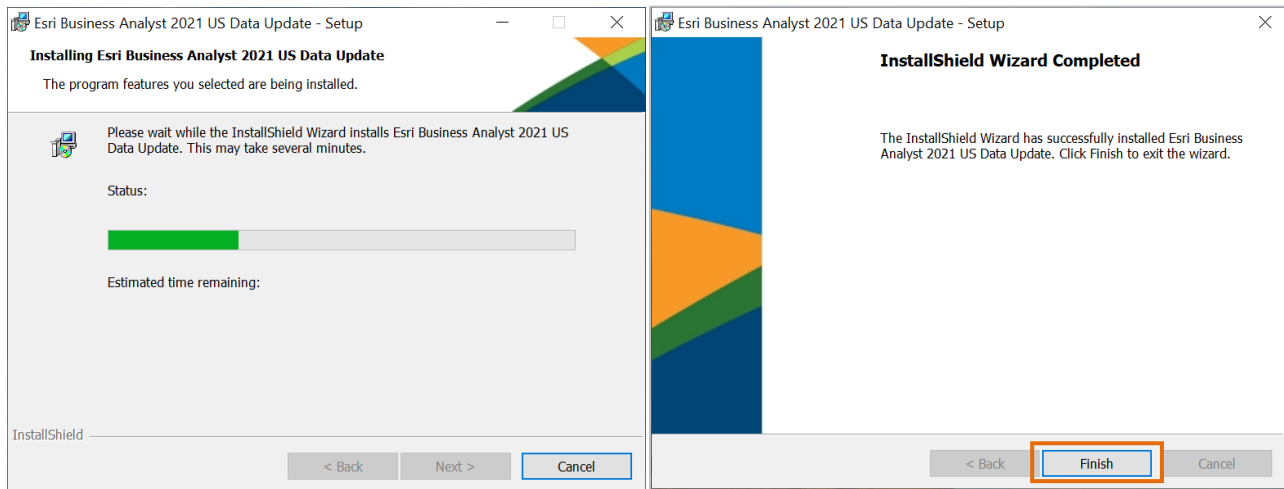 Esri Business Analyst 2021 US Data Update - Setup
Installing Esri Business Analyst 2021 US Data Update
The program features you selected are being installed.
Please wait while the InstallShield Wizard installs Esri Business Analyst 2021 US
Data Update. This may take several minutes.
Status:
Estimated time remaining:
InstallShield
< Back
Next >
Cancel
Esri Business Analyst 2021 US Data Update - Setup
InstallShield Wizard Completed
The InstallShield Wizard has successfully installed Esri Business
Analyst 2021 US Data Update. Click Finish to exit the wizard.
< Back
Finish
Cancel